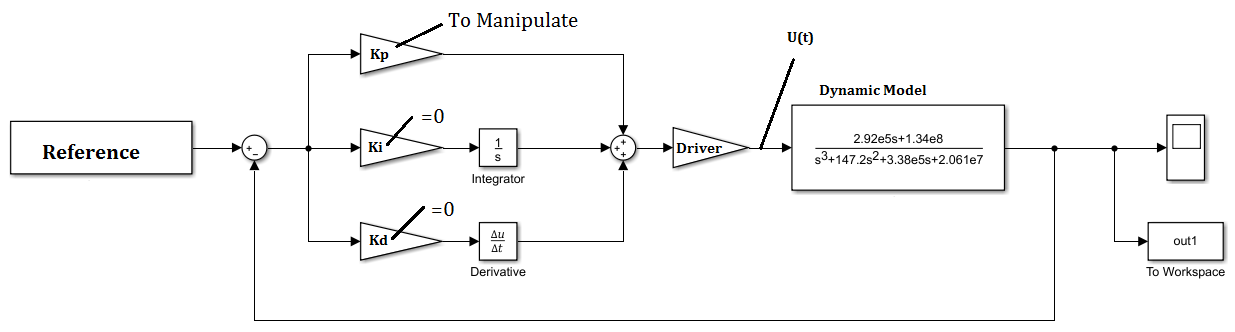 To Manipulate
Kp
U(t)
Dynamic Model
=0
Reference
+
−
Ki
1
s
Integrator
+
+
+
Driver
2.92e5s+1.34e8
s3+147.2s2+3.38e5s+2.061e7
=0
Kd
Δu
Δt
Derivative
out1
To Workspace